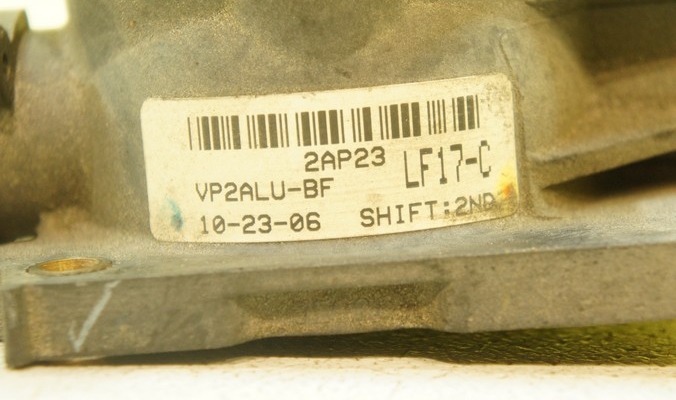 2AP23 LF17-C
VP2ALU-BF
10-23-06 SHIFT:2ND